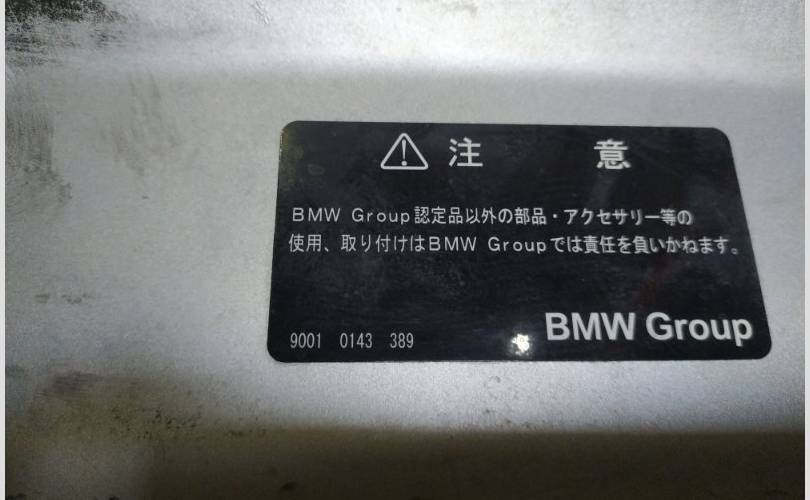 注 意
BMW Group認定品以外の部品・アクセサリー等の
使用、取り付けはBMW Groupでは責任を負いかねます。
9001 0143 389
BMW Group